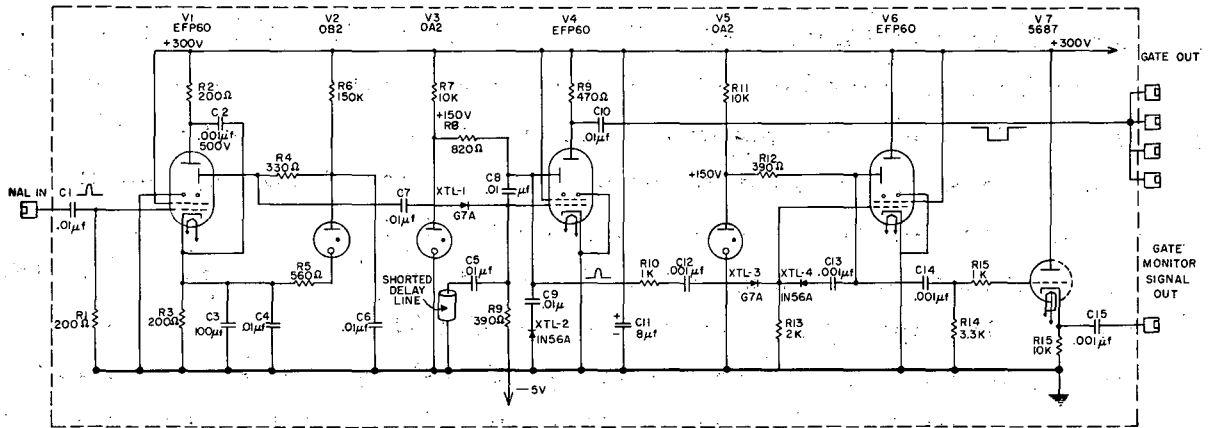 V1
EFP60
V2
OB2
V3
OA2
V4
EFP60
V5
OA2
V6
EFP60
V7
5687
+300V
+300V
GATE OUT
R2
200Ω
C2
.001μf
500V
R6
150K
R7
10K
+150V
R8
820Ω
R9
470Ω
C10
.01μf
R11
10K
R4
330Ω
C8
.01 μf
+150V
R12
390Ω
NAL IN
C1
.01μf
C7
.01μf
XTL-1
G7A
R5
560Ω
SHORTED
DELAY
LINE
C5
.01μf
R10
1K
C12
.001μf
XTL-3
G7A
XTL-4
IN56A
C13
.001μf
C14
.001μf
R15
1K
GATE
MONITOR
SIGNAL
OUT
R1
200Ω
R3
200Ω
C3
100μf
C4
.01μf
C6
.01μf
R9
390Ω
C9
.01μ
XTL-2
IN56A
+
C11
8μf
R13
2K
R14
3.3K
R15
10K
C15
.001μf
—5V